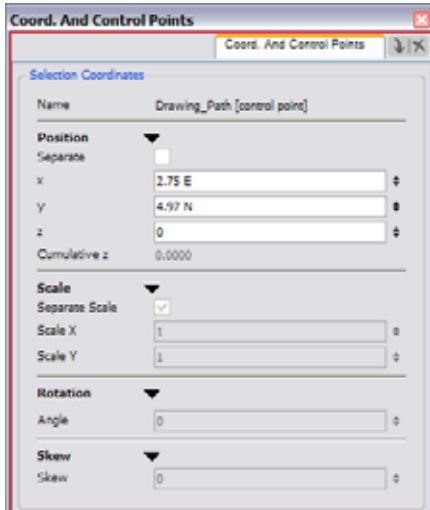 Coord. And Control Points
Coord. And Control Points
Selection Coordinates
Name Drawing_Path [control point]
Position
Separate
x 2.75 E
y 4.97 N
z 0
Cumulative z 0.0000
Scale
Separate Scale
Scale X 1
Scale Y 1
Rotation
Angle 0
Skew
Skew 0